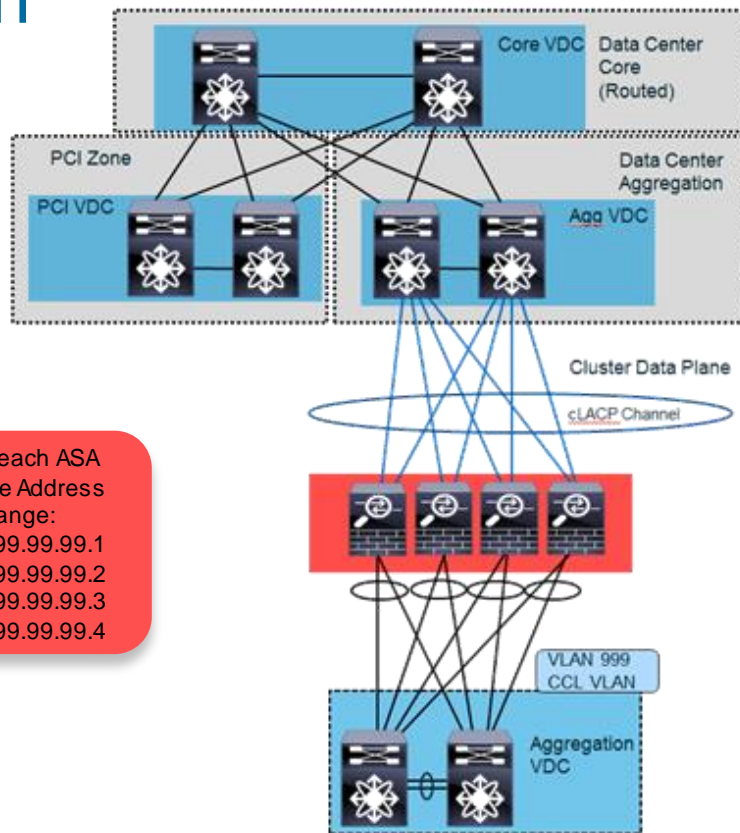 Core VDC
Data Center
Core
(Routed)
PCI Zone
Data Center
Aggregation
PCI VDC
Agg VDC
Cluster Data Plane
cLACP Channel
each ASA
Address
99.99.99.1
99.99.99.2
99.99.99.3
99.99.99.4
VLAN 999
CCL VLAN
Aggregation
VDC